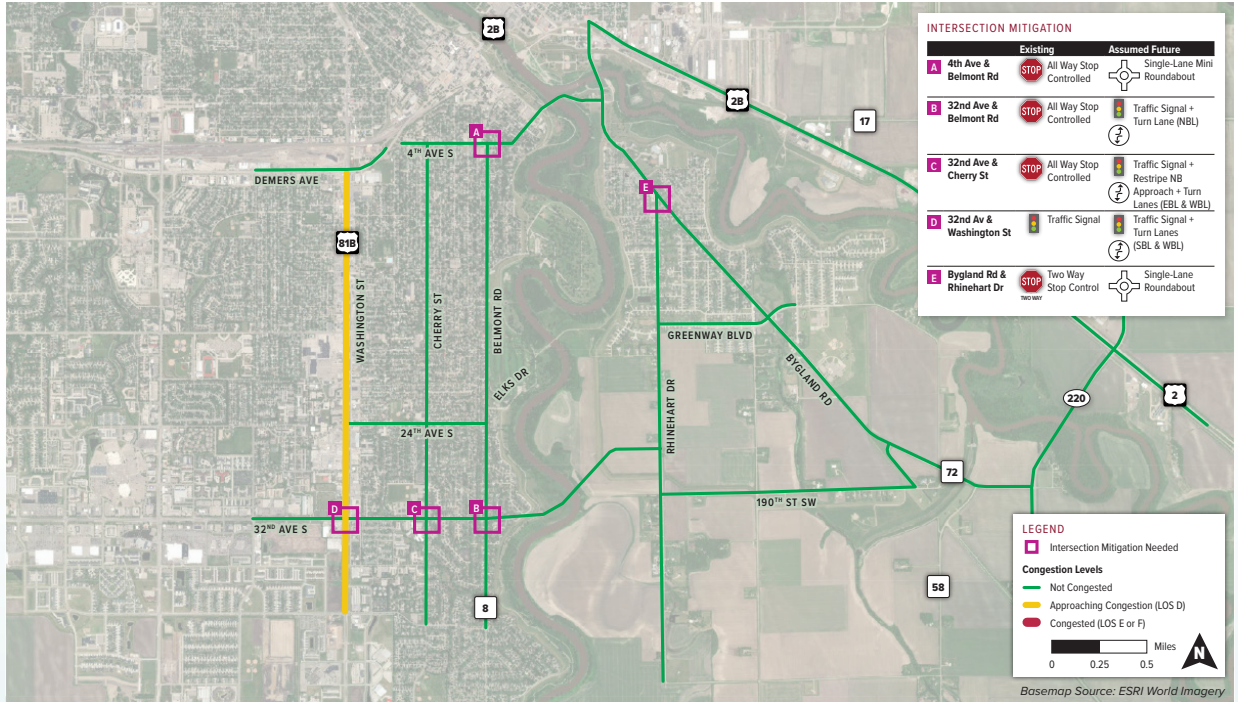 2B
INTERSECTION MITIGATION
Existing
Assumed Future
A
4th Ave &
Belmont Rd
STOP
All Way Stop
Controlled
Single-Lane Mini
Roundabout
B
32nd Ave &
Belmont Rd
STOP
All Way Stop
Controlled
Traffic Signal +
Turn Lane (NBL)
C
32nd Ave &
Cherry St
STOP
All Way Stop
Controlled
Traffic Signal +
Restripe NB
Approach + Turn
Lanes (EBL & WBL)
D
32nd Av &
Washington St
Traffic Signal
Traffic Signal +
Turn Lanes
(SBL & WBL)
E
Bygland Rd &
Rhinehart Dr
STOP
TWO WAY
Two Way
Stop Control
Single-Lane
Roundabout
2B
17
A
4TH AVE S
DEMERS AVE
E
81B
WASHINGTON ST
CHERRY ST
BELMONT RD
ELKS DR
GREENWAY BLVD
BYGLAND RD
RHINEHART DR
220
2
24TH AVE S
72
190TH ST SW
D
C
B
32ND AVE S
8
58
LEGEND
Intersection Mitigation Needed
Congestion Levels
Not Congested
Approaching Congestion (LOS D)
Congested (LOS E or F)
Miles
0 0.25 0.5
N
Basemap Source: ESRI World Imagery